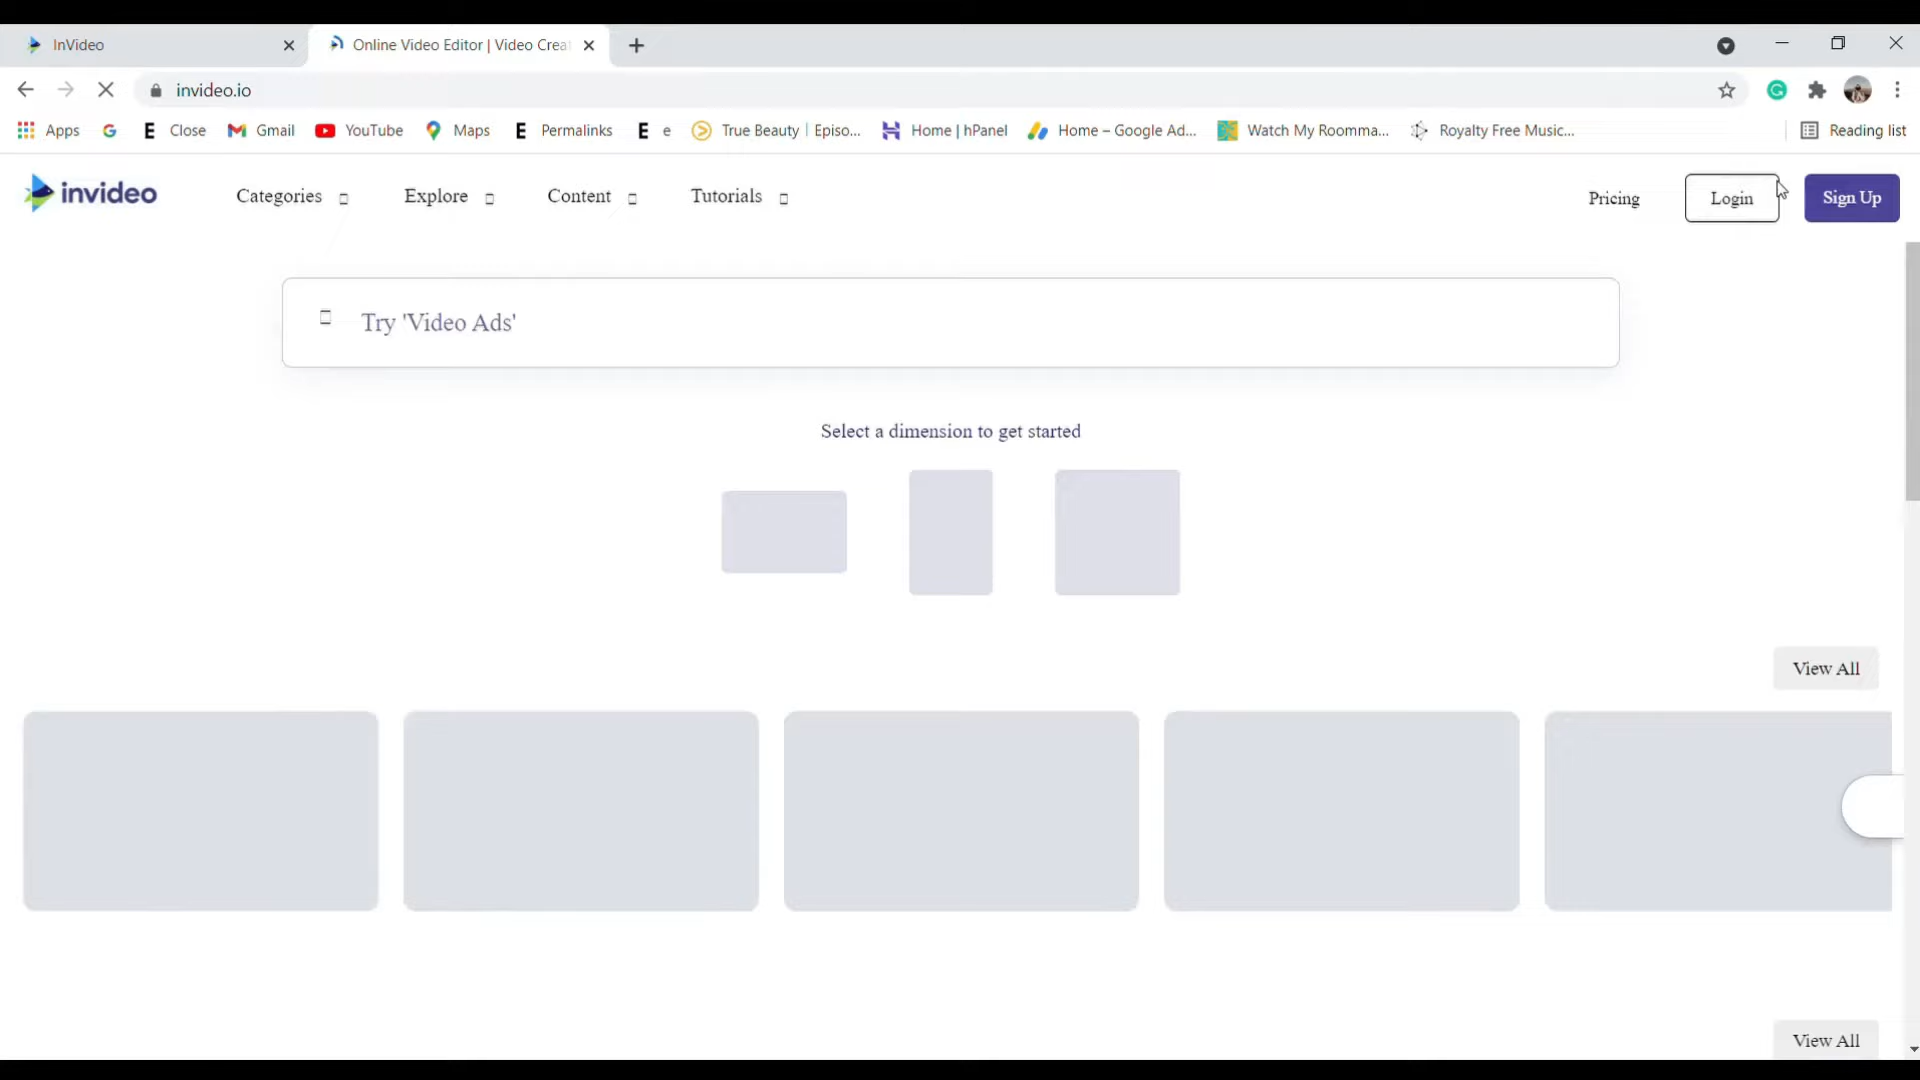 InVideo
Online Video Editor | Video Crea
invideo.io
Apps
Close
Gmail
YouTube
Maps
Permalinks
e
True Beauty | Episo...
Home | hPanel
Home – Google Ad...
Watch My Roomma...
Royalty Free Music...
Reading list
invideo
Categories
Explore
Content
Tutorials
Pricing
Login
Sign Up
Try 'Video Ads'
Select a dimension to get started
View All
View All